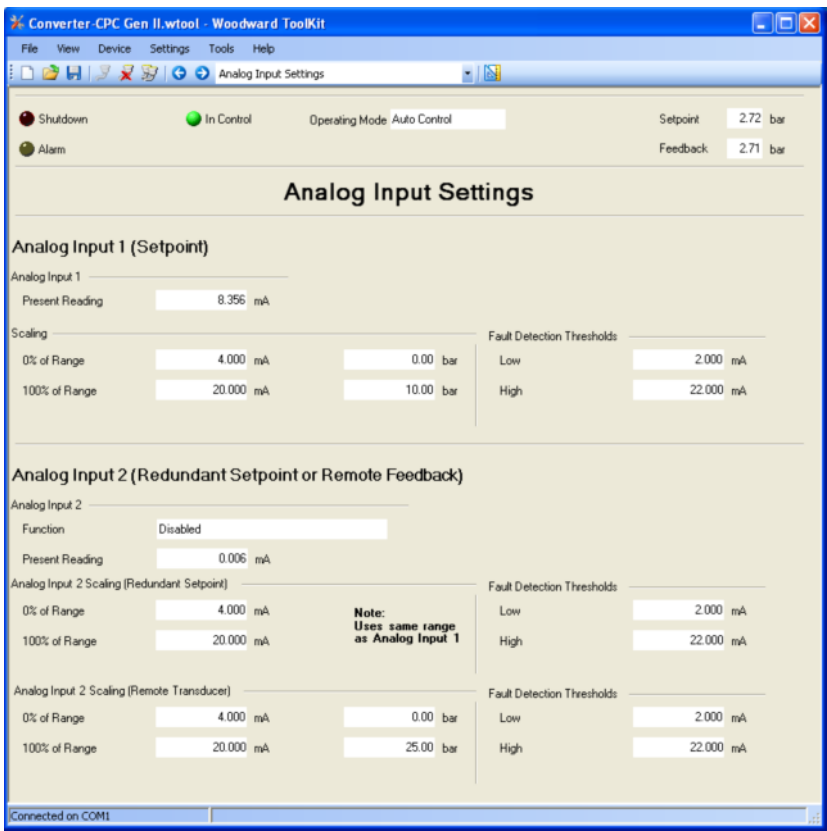 Converter-CPC Gen II.wtool - Woodward ToolKit
File View Device Settings Tools Help
Analog Input Settings
Shutdown In Control Operating Mode Auto Control Setpoint 2.72 bar
Alarm Feedback 2.71 bar
Analog Input Settings
Analog Input 1 (Setpoint)
Analog Input 1
Present Reading 8.356 mA
Scaling Fault Detection Thresholds
0% of Range 4.000 mA 0.00 bar Low 2.000 mA
100% of Range 20.000 mA 10.00 bar High 22.000 mA
Analog Input 2 (Redundant Setpoint or Remote Feedback)
Analog Input 2
Function Disabled
Present Reading 0.006 mA
Analog Input 2 Scaling (Redundant Setpoint) Fault Detection Thresholds
0% of Range 4.000 mA Note: Low 2.000 mA
Uses same range
100% of Range 20.000 mA as Analog Input 1 High 22.000 mA
Analog Input 2 Scaling (Remote Transducer) Fault Detection Thresholds
0% of Range 4.000 mA 0.00 bar Low 2.000 mA
100% of Range 20.000 mA 25.00 bar High 22.000 mA
Connected on COM1